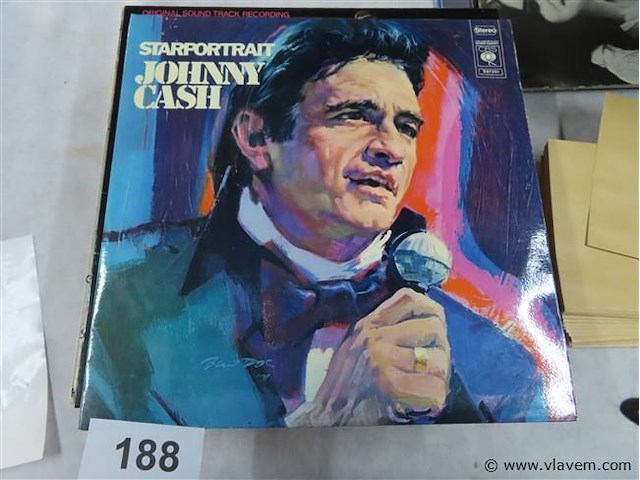 ORIGINAL SOUND TRACK RECORDING
STARPORTRAIT
JOHNNY
CASH
Stereo
CBS
188
© www.vlavem.com